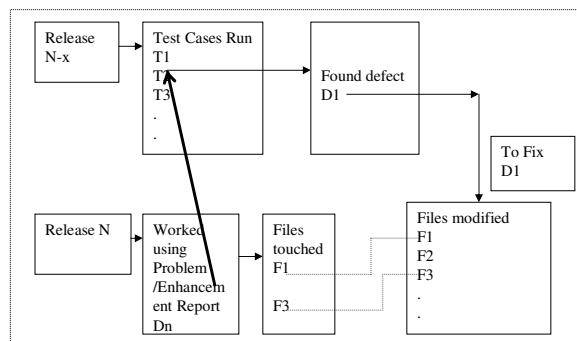 Release
N-x
Test Cases Run
T1
T2
T3
.
.
Found defect
D1
To Fix
D1
Release N
Worked
using
Problem
/Enhancem
ent Report
Dn
Files
touched
F1
F3
Files modified
F1
F2
F3
.
.